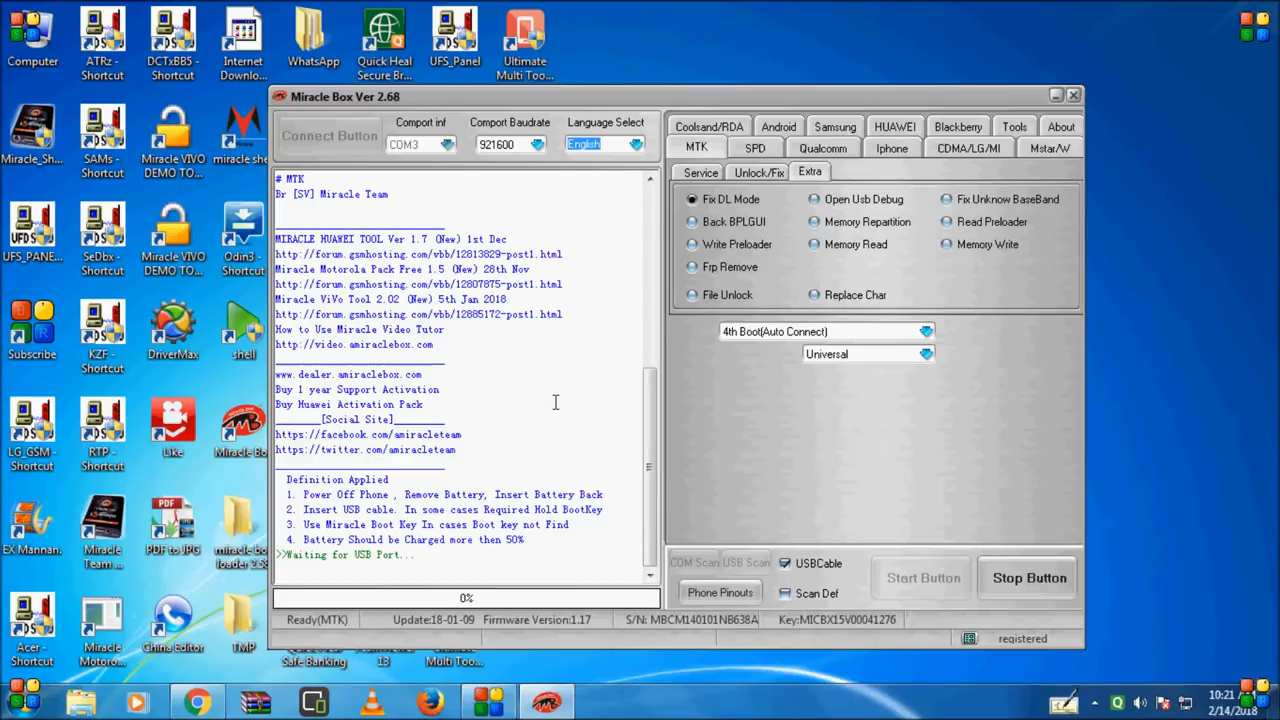 Computer
ATRz - Shortcut
DCTxBB5 - Shortcut
Internet Downlo...
WhatsApp
Quick Heal Secure Br...
UFS_Panel
Ultimate Multi Too...
Miracle_Sh...
SAMs - Shortcut
Miracle VIVO DEMO TO...
miracle she
UFS_PANE...
SeDbx - Shortcut
Miracle VIVO DEMO TO...
Odin3 - Shortcut
Subscribe
KZF - Shortcut
DriverMax
shell
LG_GSM - Shortcut
RTP - Shortcut
Like
Miracle Bo
EX Mannan.
Miracle Team ...
PDF to JPG
miracle bo
loader 2.58
Acer - Shortcut
Miracle Motoro...
China Editor
TMP
Safe Banking
13
Multi Too...
Miracle Box Ver 2.68
Connect Button
Comport inf
Comport Baudrate
Language Select
COM3
921600
English
# MTK
Br [SV] Miracle Team
MIRACLE HUAWEI TOOL Ver 1.7 (New) 1st Dec
http://forum.gsmhosting.com/vbb/12813829-post1.html
Miracle Motorola Pack Free 1.5 (New) 28th Nov
http://forum.gsmhosting.com/vbb/12807875-post1.html
Miracle ViVo Tool 2.02 (New) 5th Jan 2018
http://forum.gsmhosting.com/vbb/12885172-post1.html
How to Use Miracle Video Tutor
http://video.amiraclebox.com
www.dealer.amiraclebox.com
Buy 1 year Support Activation
Buy Huawei Activation Pack
______[Social Site]______
https://facebook.com/amiracleteam
https://twitter.com/amiracleteam
Definition Applied
1. Power Off Phone , Remove Battery, Insert Battery Back
2. Insert USB cable. In some cases Required Hold BootKey
3. Use Miracle Boot Key In cases Boot key not Find
4. Battery Should be Charged more then 50%
>>Waiting for USB Port...
0%
Coolsand/RDA
Android
Samsung
HUAWEI
Blackberry
Tools
About
MTK
SPD
Qualcomm
Iphone
CDMA/LG/MI
Mstar/W
Service
Unlock/Fix
Extra
Fix DL Mode
Open Usb Debug
Fix Unknow BaseBand
Back BPLGUI
Memory Repartition
Read Preloader
Write Preloader
Memory Read
Memory Write
Frp Remove
File Unlock
Replace Char
4th Boot(Auto Connect)
Universal
COM Scan
USB Scan
USBCable
Phone Pinouts
Scan Def
Start Button
Stop Button
Ready(MTK)
Update:18-01-09
Firmware Version:1.17
S/N: MBCM140101NB638A
Key:MICBX15V00041276
registered
10:21
2/14/2018